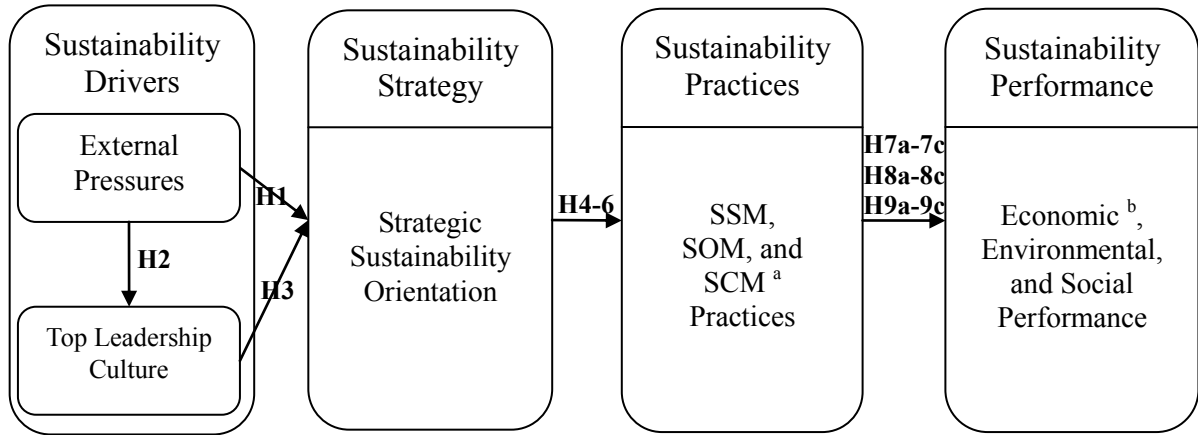 Sustainability
Drivers
External
Pressures
H1
H2
H3
Top Leadership
Culture
Sustainability
Strategy
Strategic
Sustainability
Orientation
H4-6
Sustainability
Practices
SSM,
SOM, and
SCM a
Practices
H7a-7c
H8a-8c
H9a-9c
Sustainability
Performance
Economic b,
Environmental,
and Social
Performance